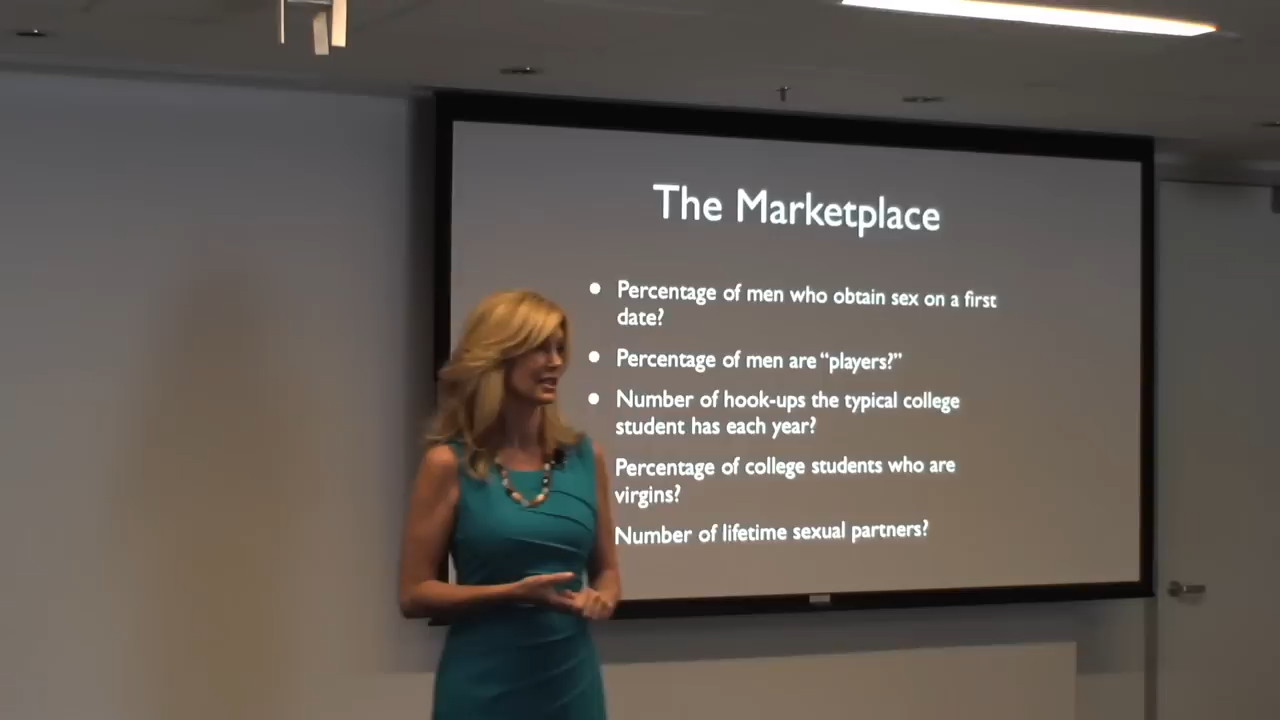 The Marketplace
• Percentage of men who obtain sex on a first
date?
• Percentage of men are “players?”
• Number of hook-ups the typical college
student has each year?
Percentage of college students who are
virgins?
Number of lifetime sexual partners?